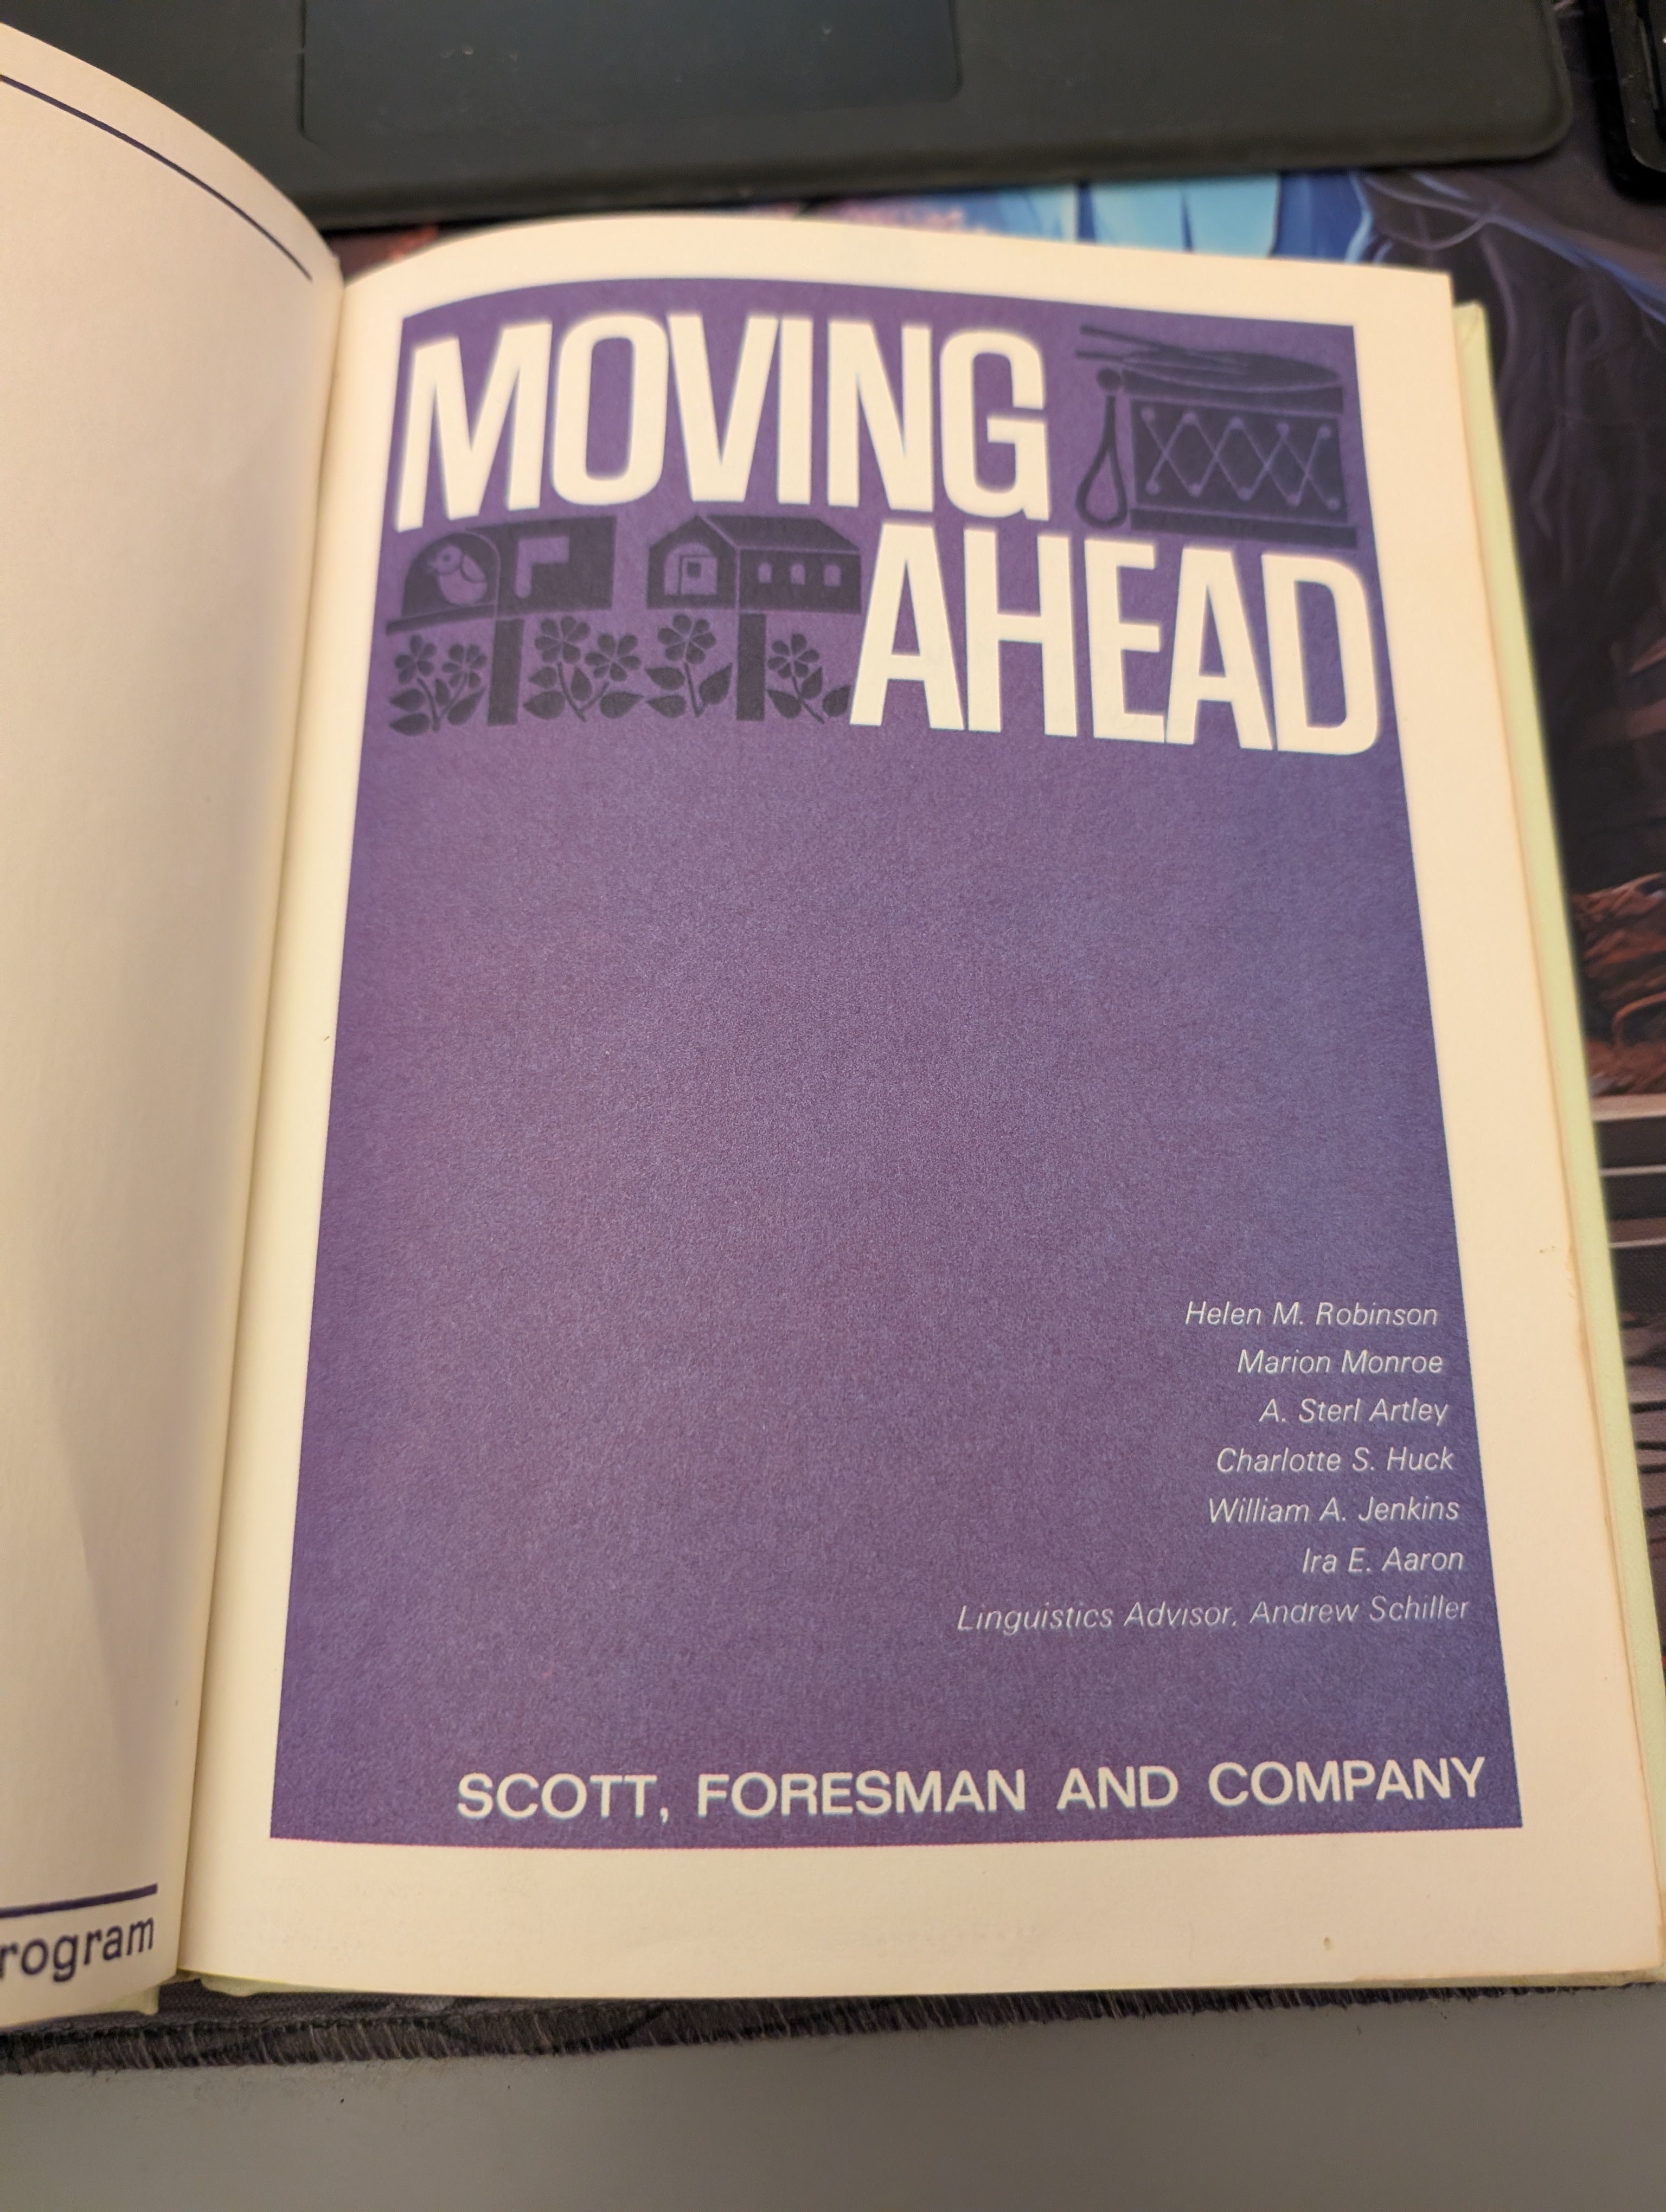 rogram
MOVING
AHEAD
Helen M. Robinson
Marion Monroe
A. Sterl Artley
Charlotte S. Huck
William A. Jenkins
Ira E. Aaron
Linguistics Advisor, Andrew Schiller
SCOTT, FORESMAN AND COMPANY